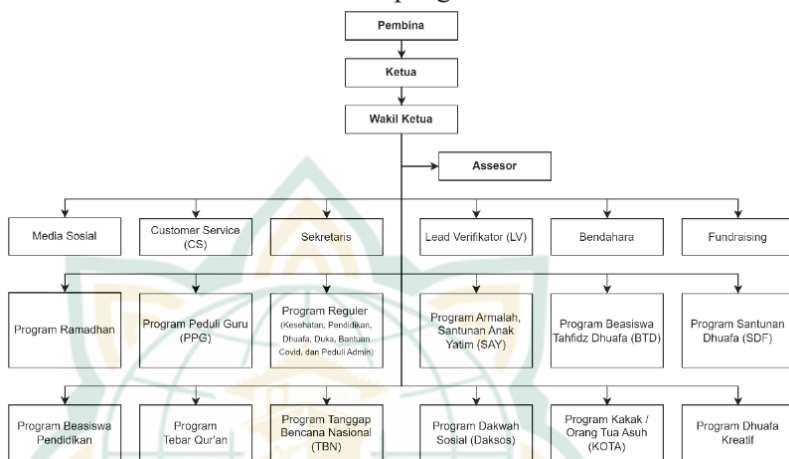 Pembina
Ketua
Wakil Ketua
Assesor
Media Sosial
Customer Service
(CS)
Sekretaris
Lead Verifikator (LV)
Bendahara
Fundraising
Program Ramadhan
Program Peduli Guru
(PPG)
Program Reguler
(Kesehatan, Pendidikan,
Dhuafa, Duka, Bantuan
Covid, dan Peduli Admin)
Program Armalah,
Santunan Anak
Yatim (SAY)
Program Beasiswa
Tahfidz Dhuafa (BTD)
Program Santunan
Dhuafa (SDF)
Program Beasiswa
Pendidikan
Program
Tebar Qur'an
Program Tanggap
Bencana Nasional
(TBN)
Program Dakwah
Sosial (Daksos)
Program Kakak /
Orang Tua Asuh
(KOTA)
Program Dhuafa
Kreatif